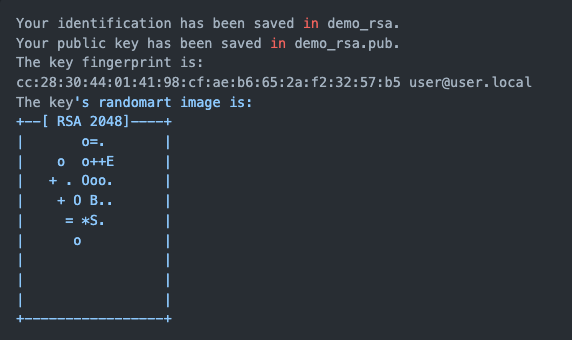 Your identification has been saved in demo_rsa.
Your public key has been saved in demo_rsa.pub.
The key fingerprint is:
cc:28:30:44:01:41:98:cf:ae:b6:65:2a:f2:32:57:b5 user@user.local
The key's randomart image is:
+--[ RSA 2048]----+
|       o=.       |
|    o  o++E      |
|   + . Ooo.      |
|    + O B..      |
|     = *S.       |
|      o          |
|                 |
|                 |
|                 |
+-----------------+